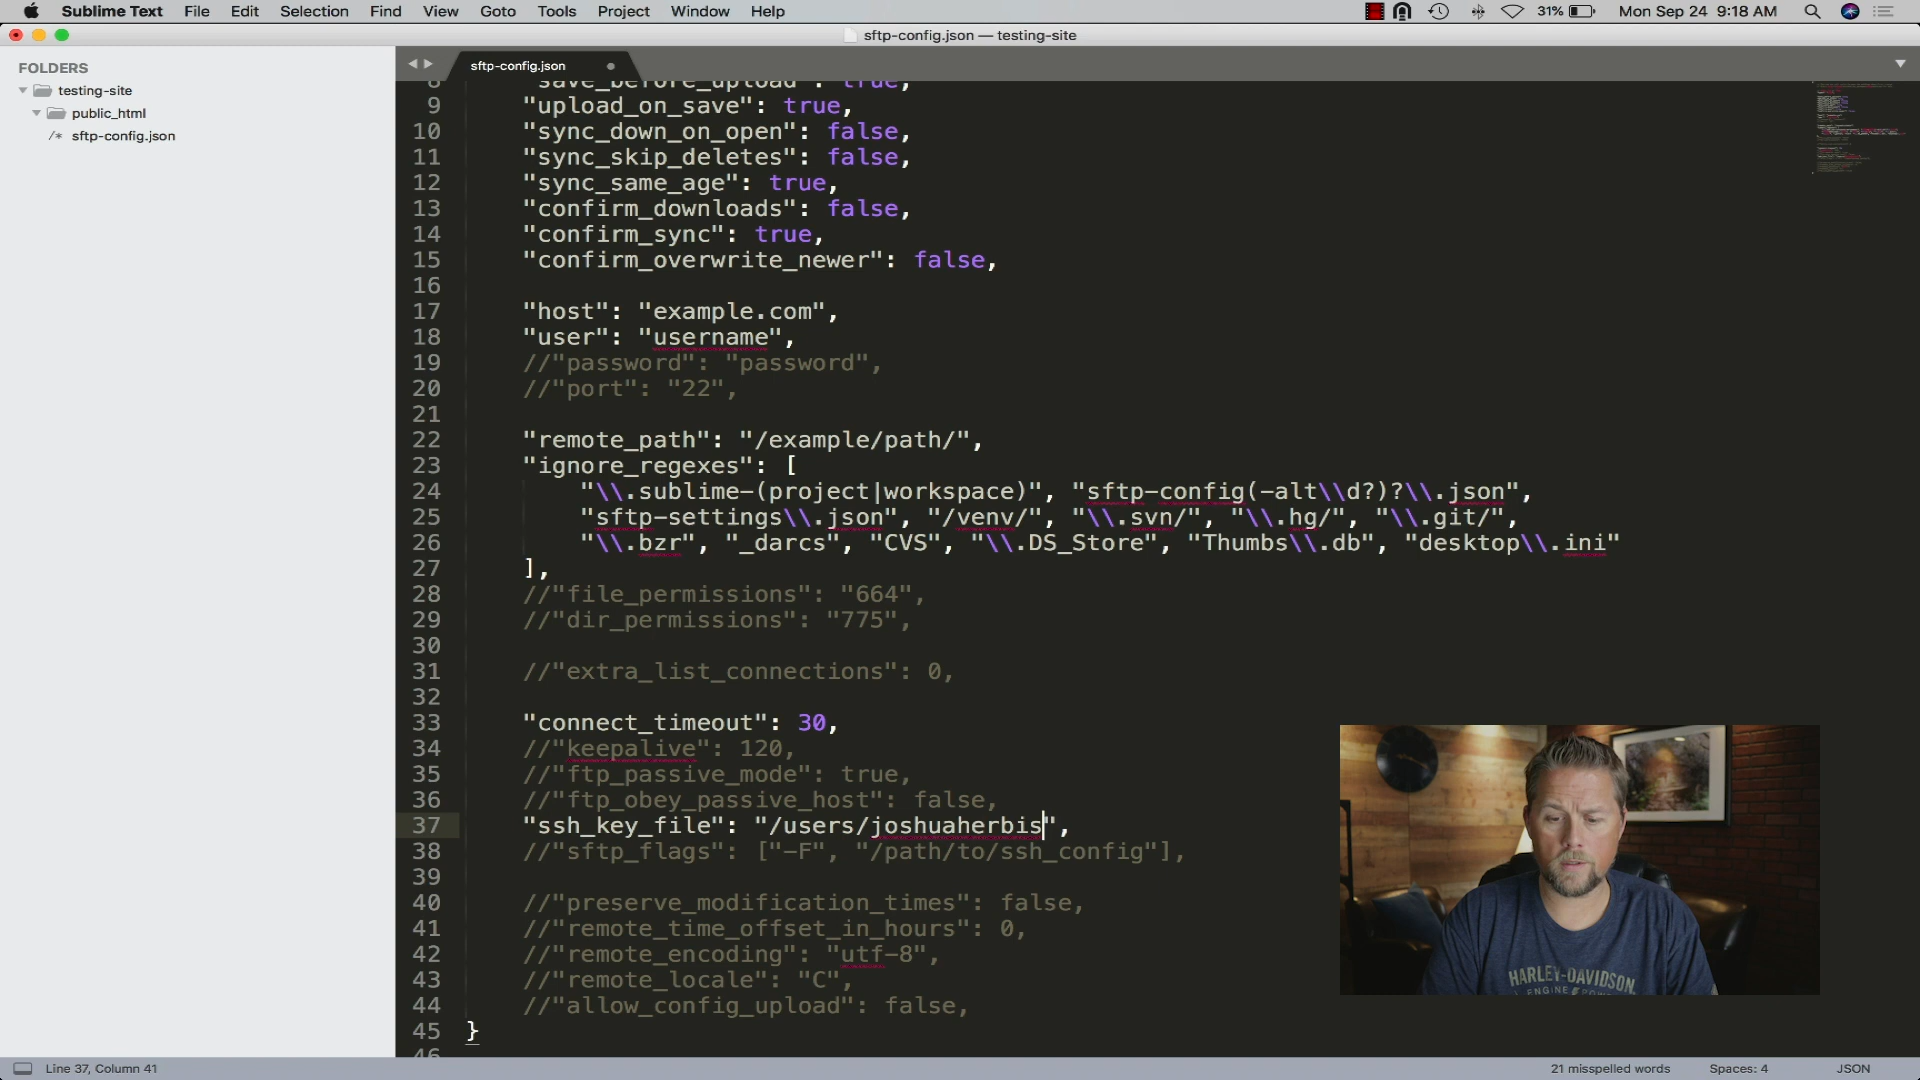 Sublime Text File Edit Selection Find View Goto Tools Project Window Help 31% Mon Sep 24 9:18 AM
sftp-config.json — testing-site
FOLDERS
testing-site
public_html
/* sftp-config.json
sftp-config.json
8 "save_before_upload": true,
9 "upload_on_save": true,
10 "sync_down_on_open": false,
11 "sync_skip_deletes": false,
12 "sync_same_age": true,
13 "confirm_downloads": false,
14 "confirm_sync": true,
15 "confirm_overwrite_newer": false,
16
17 "host": "example.com",
18 "user": "username",
19 //"password": "password",
20 //"port": "22",
21
22 "remote_path": "/example/path/",
23 "ignore_regexes": [
24 "\\.sublime-(project|workspace)", "sftp-config(-alt\\d?)?\\.json",
25 "sftp-settings\\.json", "/venv/", "\\.svn/", "\\.hg/", "\\.git/",
26 "\\.bzr", "_darcs", "CVS", "\\.DS_Store", "Thumbs\\.db", "desktop\\.ini"
27 ],
28 //"file_permissions": "664",
29 //"dir_permissions": "775",
30
31 //"extra_list_connections": 0,
32
33 "connect_timeout": 30,
34 //"keepalive": 120,
35 //"ftp_passive_mode": true,
36 //"ftp_obey_passive_host": false,
37 "ssh_key_file": "/users/joshuaherbis",
38 //"sftp_flags": ["-F", "/path/to/ssh_config"],
39
40 //"preserve_modification_times": false,
41 //"remote_time_offset_in_hours": 0,
42 //"remote_encoding": "utf-8",
43 //"remote_locale": "C",
44 //"allow_config_upload": false,
45 }
46
HARLEY-DAVIDSON
ENGINE
Line 37, Column 41 21 misspelled words Spaces: 4 JSON